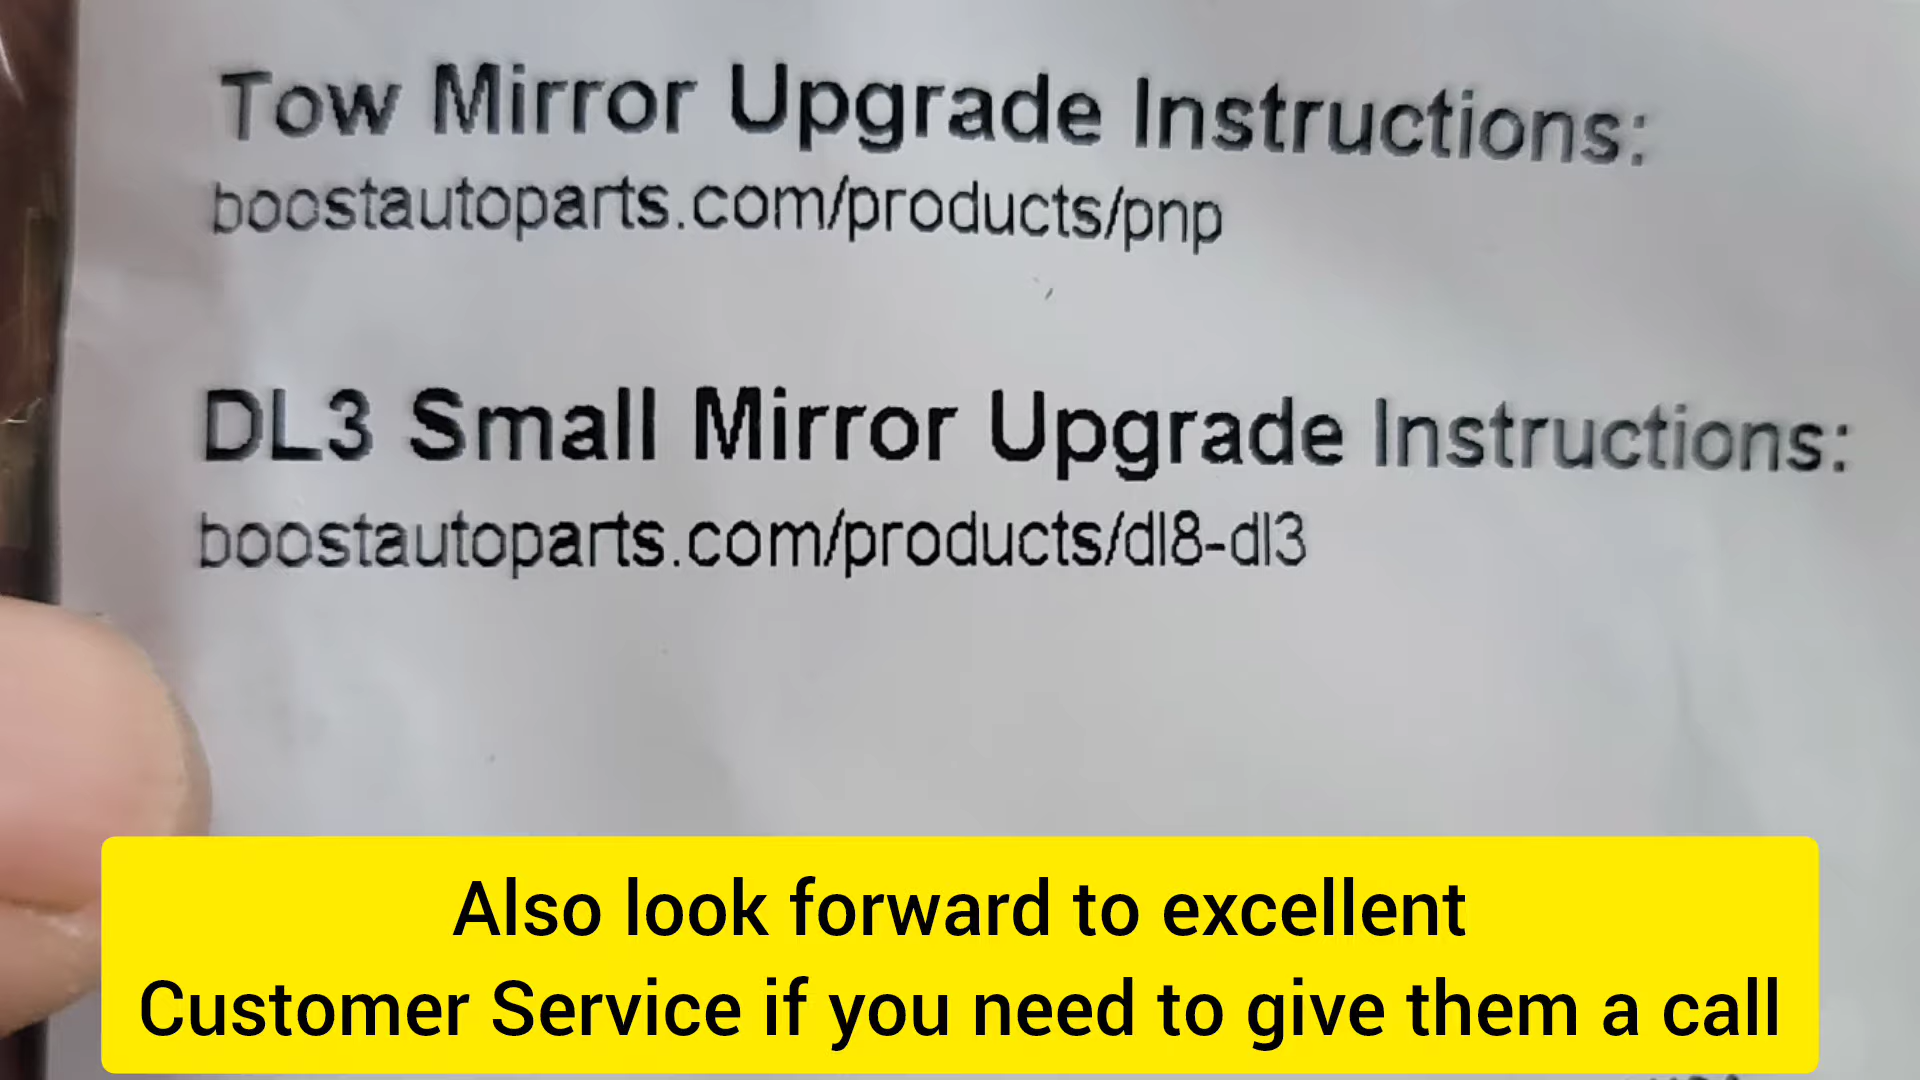 Tow Mirror Upgrade Instructions:
boostautoparts.com/products/pnp
DL3 Small Mirror Upgrade Instructions:
boostautoparts.com/products/dl8-dl3
Also look forward to excellent
Customer Service if you need to give them a call